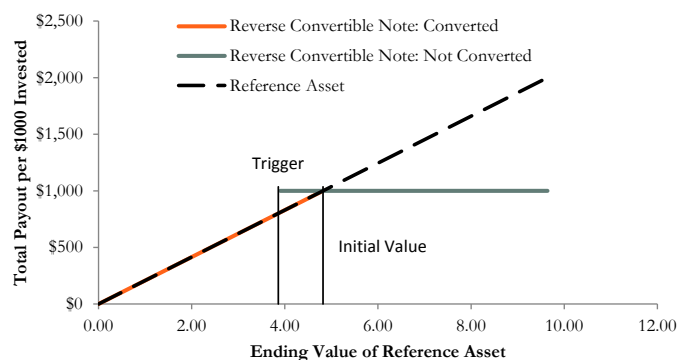 $2,500
Reverse Convertible Note: Converted
Reverse Convertible Note: Not Converted
Reference Asset
$2,000
$1,500
$1,000
$500
$0
Total Payout per $1000 Invested
Trigger
Initial Value
0.00 2.00 4.00 6.00 8.00 10.00 12.00
Ending Value of Reference Asset